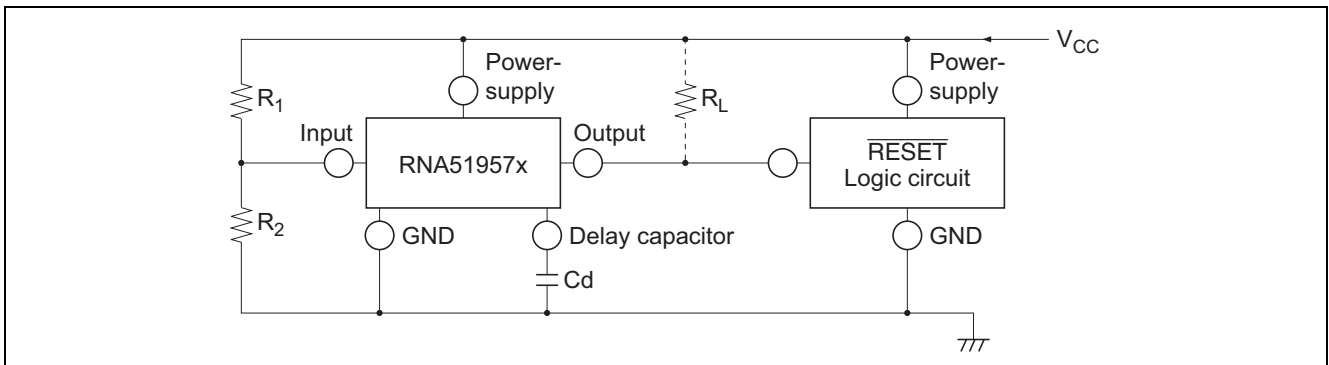 V_CC
Power-
supply
Power-
supply
R_1
R_L
Input
Output
RNA51957x
RESET
Logic circuit
R_2
GND
Delay capacitor
GND
Cd